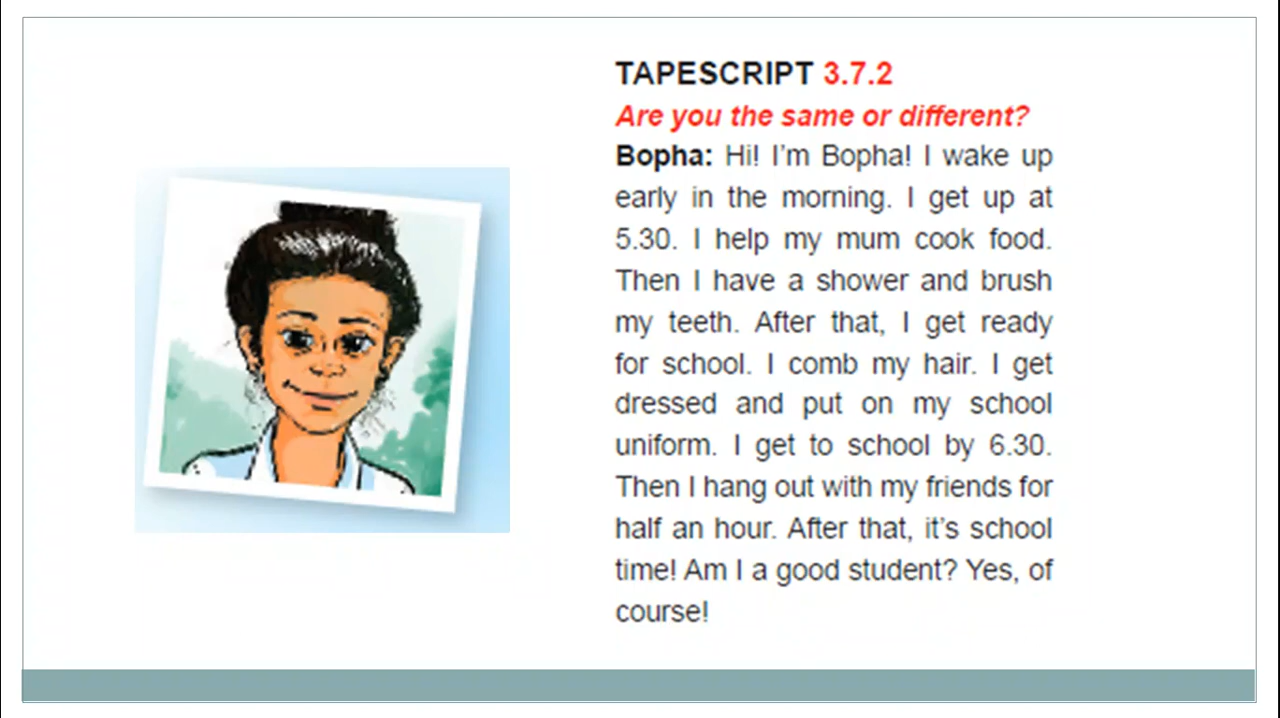 TAPESCRIPT 3.7.2
Are you the same or different?
Bopha: Hi! I'm Bopha! I wake up
early in the morning. I get up at
5.30. I help my mum cook food.
Then I have a shower and brush
my teeth. After that, I get ready
for school. I comb my hair. I get
dressed and put on my school
uniform. I get to school by 6.30.
Then I hang out with my friends for
half an hour. After that, it's school
time! Am I a good student? Yes, of
course!